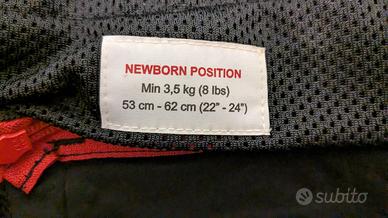 NEWBORN POSITION
Min 3,5 kg (8 lbs)
53 cm - 62 cm (22" - 24")
subito